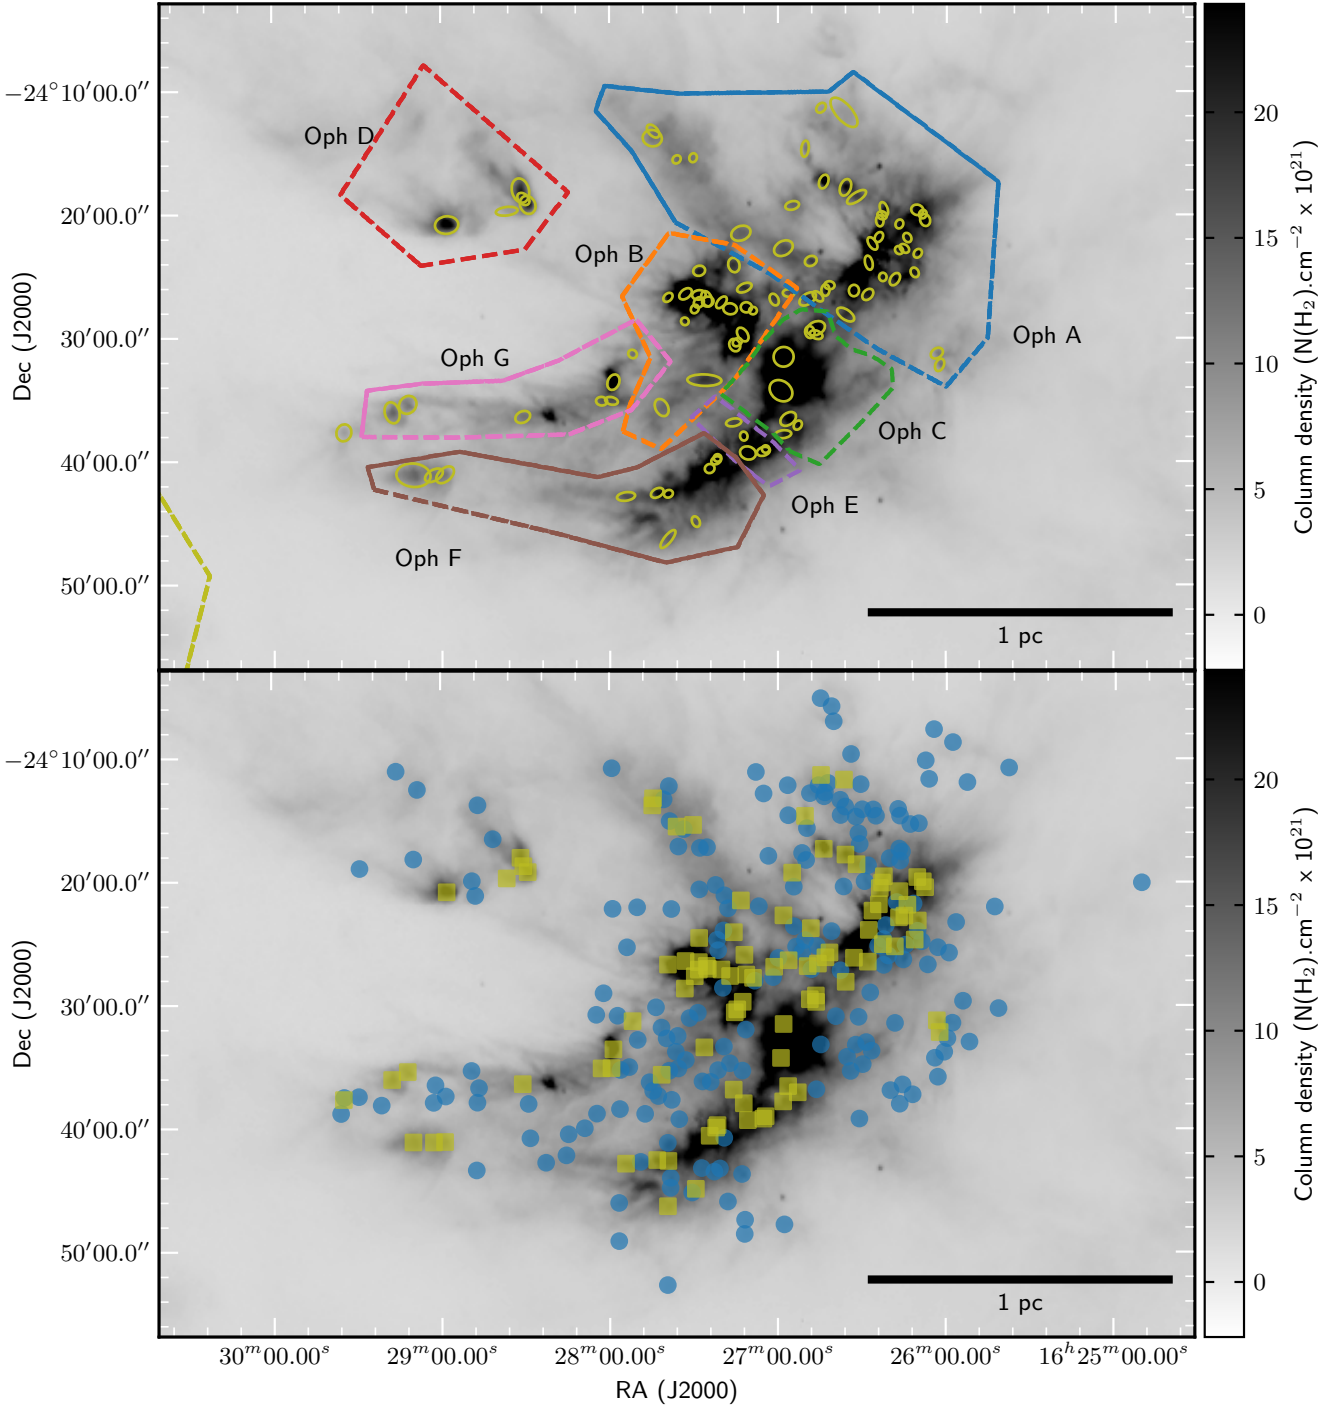 −24°10′00.0″
20′00.0″
30′00.0″
40′00.0″
50′00.0″
Dec (J2000)
Oph D
Oph B
Oph A
Oph G
Oph C
Oph E
Oph F
1 pc
20
15
10
5
0
Column density (N(H₂).cm⁻² x 10²¹)
−24°10′00.0″
20′00.0″
30′00.0″
40′00.0″
50′00.0″
Dec (J2000)
1 pc
20
15
10
5
0
Column density (N(H₂).cm⁻² x 10²¹)
30ᵐ00.00ˢ 29ᵐ00.00ˢ 28ᵐ00.00ˢ 27ᵐ00.00ˢ 26ᵐ00.00ˢ 16ʰ25ᵐ00.00ˢ
RA (J2000)